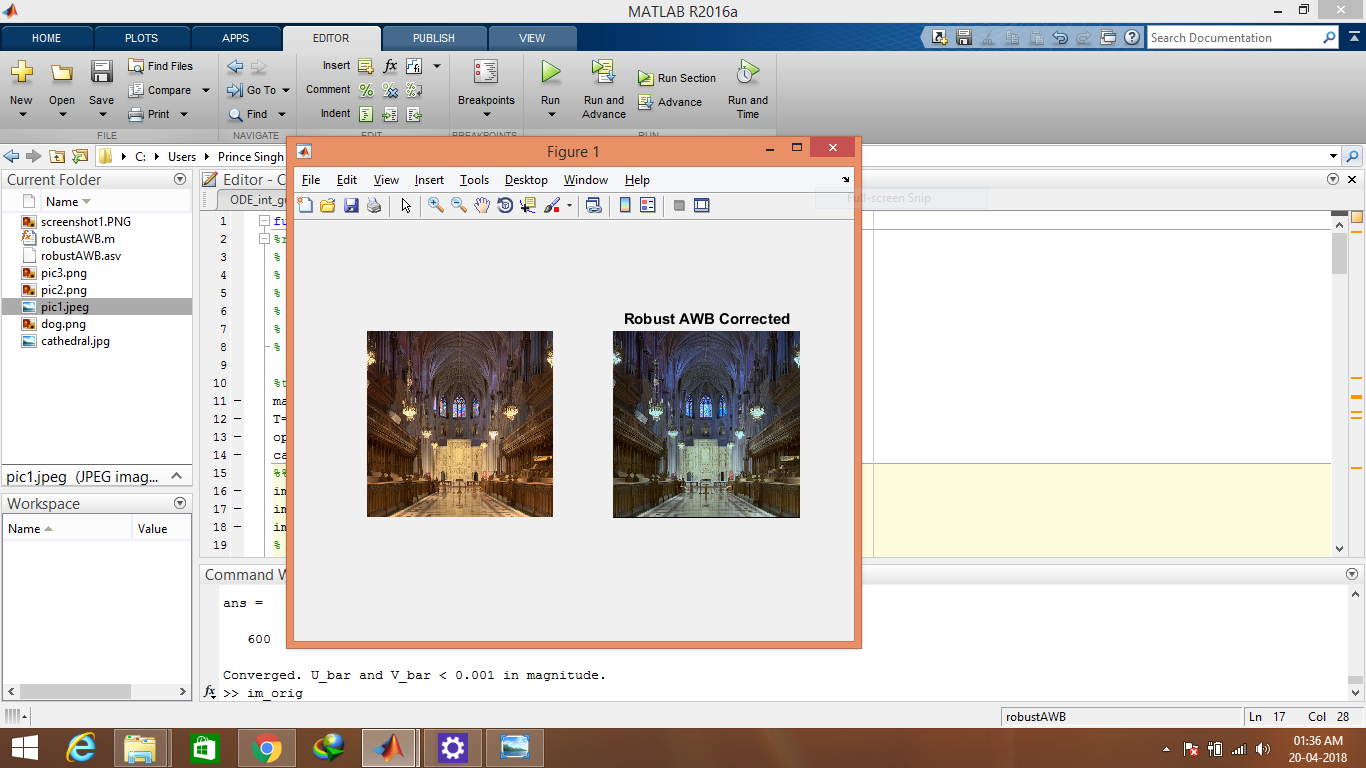 MATLAB R2016a
HOME PLOTS APPS EDITOR PUBLISH VIEW
Search Documentation
New Open Save
Find Files
Compare
Print
Go To
Find
Insert fx
Comment
Indent
Breakpoints
Run
Run and Advance
Run Section
Advance
Run and Time
FILE NAVIGATE EDIT BREAKPOINTS RUN
C: Users Prince Singh
Current Folder
Name
screenshot1.PNG
robustAWB.m
robustAWB.asv
pic3.png
pic2.png
pic1.jpeg
dog.png
cathedral.jpg
pic1.jpeg (JPEG imag...
Workspace
Name Value
Editor - C
ODE_int_gu
1 fu
2 %r
3 %
4 %
5 %
6 %
7 %
8 %
9
10 %t
11 ma
12 T=
13 op
14 ca
15 %%
16 im
17 im
18 im
19 %
Figure 1
File Edit View Insert Tools Desktop Window Help
Full-screen Snip
Robust AWB Corrected
Command W
ans =
600
Converged. U_bar and V_bar < 0.001 in magnitude.
fx >> im_orig
robustAWB Ln 17 Col 28
01:36 AM
20-04-2018